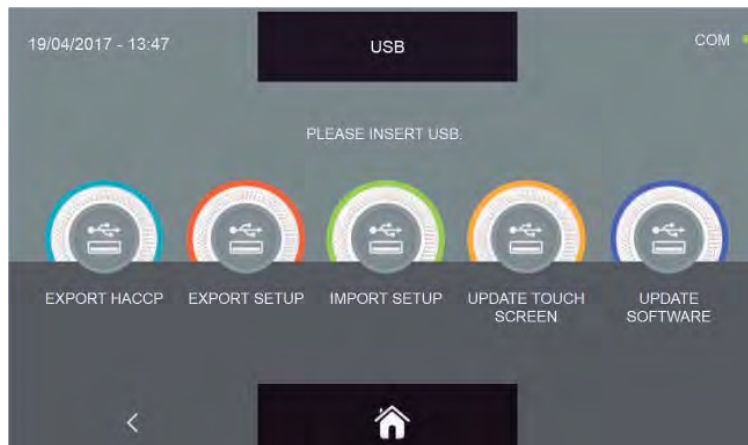 19/04/2017 - 13:47
USB
COM
PLEASE INSERT USB.
EXPORT HACCP
EXPORT SETUP
IMPORT SETUP
UPDATE TOUCH
SCREEN
UPDATE
SOFTWARE